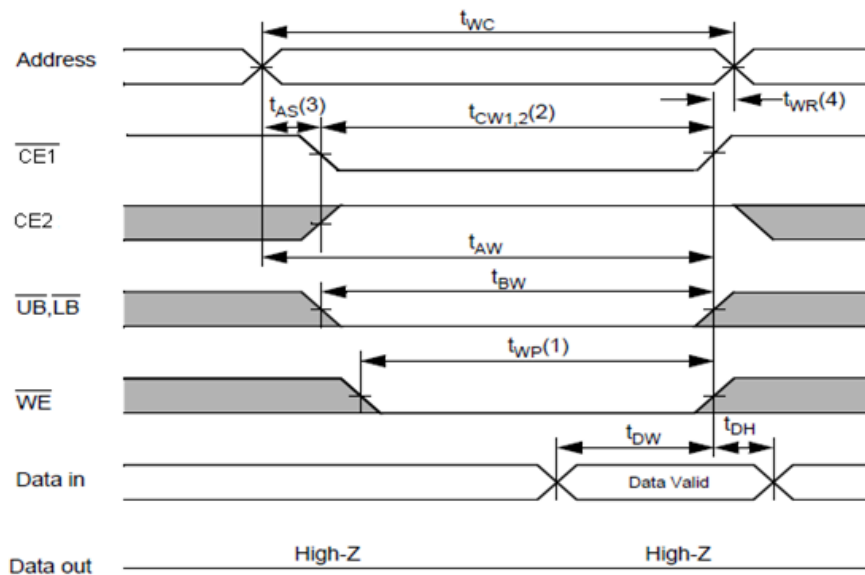 tWC
Address
tAS(3)
tCW1,2(2)
tWR(4)
CE1
CE2
tAW
tBW
UB,LB
tWP(1)
WE
tDW
tDH
Data in
Data Valid
High-Z
High-Z
Data out